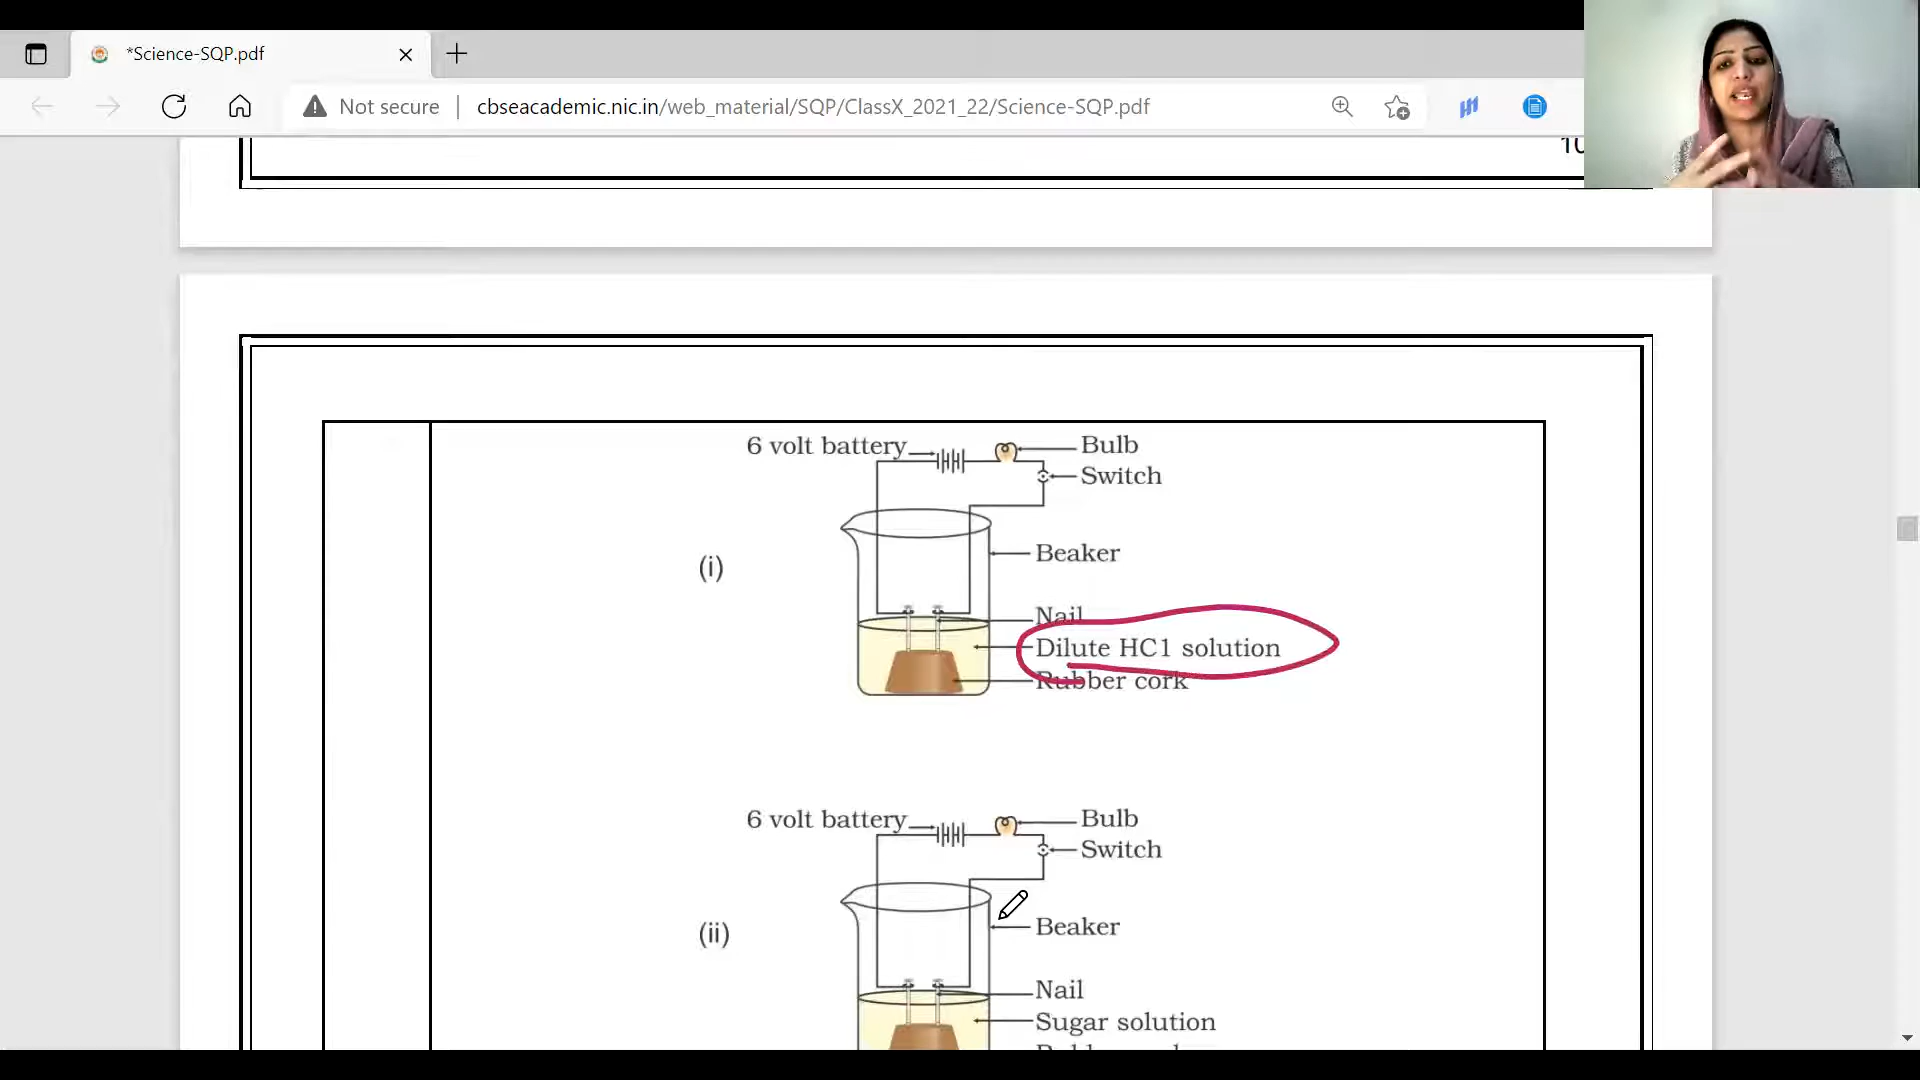 *Science-SQP.pdf
Not secure cbseacademic.nic.in/web_material/SQP/ClassX_2021_22/Science-SQP.pdf
6 volt battery
Bulb
Switch
Beaker
(i)
Nail
Dilute HC1 solution
Rubber cork
6 volt battery
Bulb
Switch
Beaker
(ii)
Nail
Sugar solution